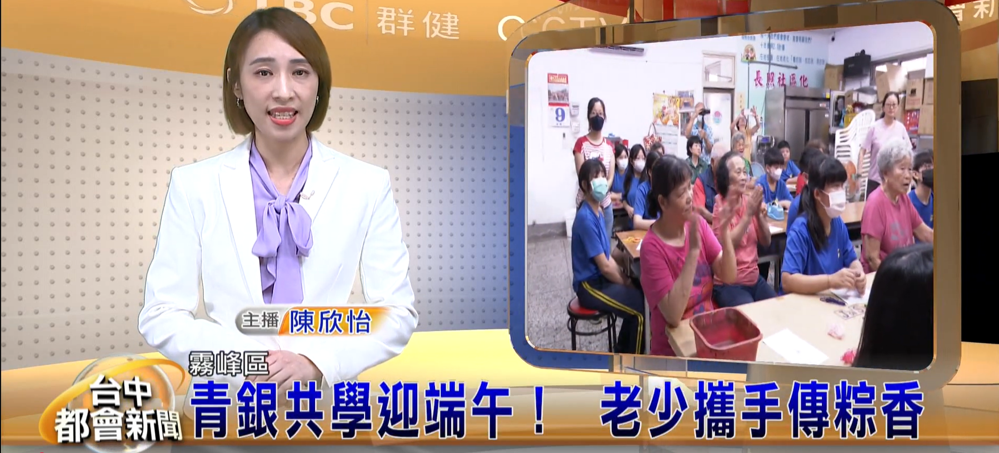 TBC 群健
主播 陳欣怡
霧峰區
青銀共學迎端午！ 老少攜手傳粽香
台中
都會新聞
長照社區化
9